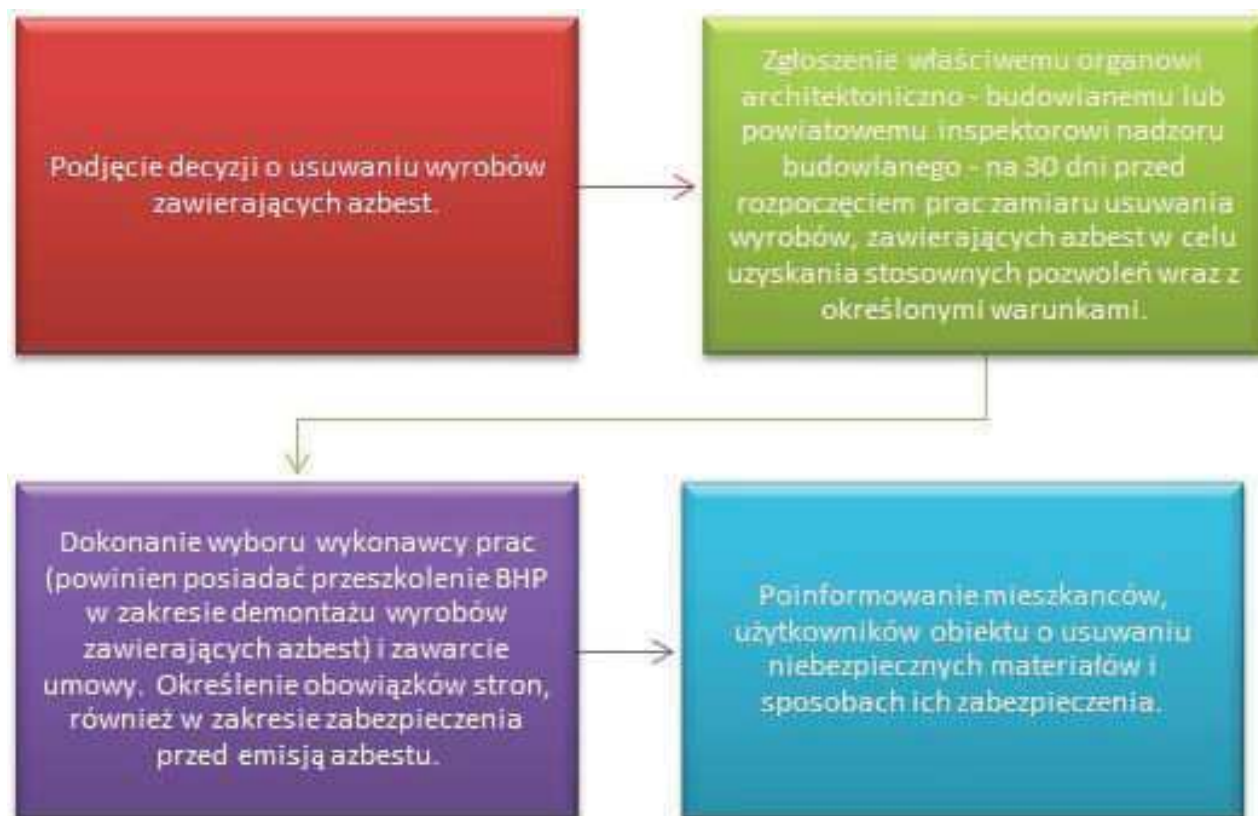 Podjęcie decyzji o usuwaniu wyrobów
zawierających azbest.
Zgłoszenie właściwemu organowi
architektoniczno - budowlanemu lub
powiatowemu inspektorowi nadzoru
budowlanego - na 30 dni przed
rozpoczęciem prac zamiaru usuwania
wyrobów, zawierających azbest w celu
uzyskania stosownych pozwoleń wraz z
określonymi warunkami.
Dokonanie wyboru wykonawcy prac
(powinien posiadać przeszkolenie BHP
w zakresie demontażu wyrobów
zawierających azbest) i zawarcie
umowy. Określenie obowiązków stron,
również w zakresie zabezpieczenia
przed emisją azbestu.
Poinformowanie mieszkanców,
użytkowników obiektu o usuwaniu
niebezpiecznych materiałów i
sposobach ich zabezpieczenia.